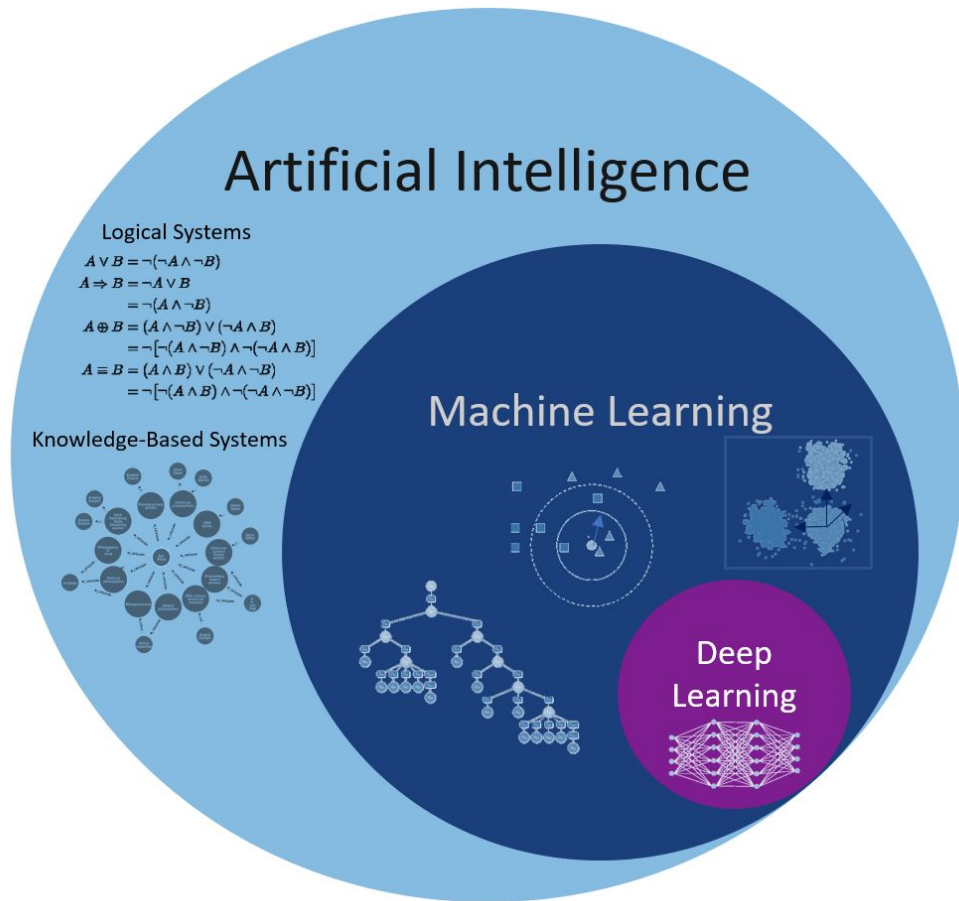 Artificial Intelligence
Logical Systems
A ∨ B = ¬(¬A ∧ ¬B)
A ⇒ B = ¬A ∨ B
= ¬(A ∧ ¬B)
A ⊕ B = (A ∧ ¬B) ∨ (¬A ∧ B)
= ¬[¬(A ∧ ¬B) ∧ ¬(¬A ∧ B)]
A ≡ B = (A ∧ B) ∨ (¬A ∧ ¬B)
= ¬[¬(A ∧ B) ∧ ¬(¬A ∧ ¬B)]
Knowledge-Based Systems
Machine Learning
Deep
Learning